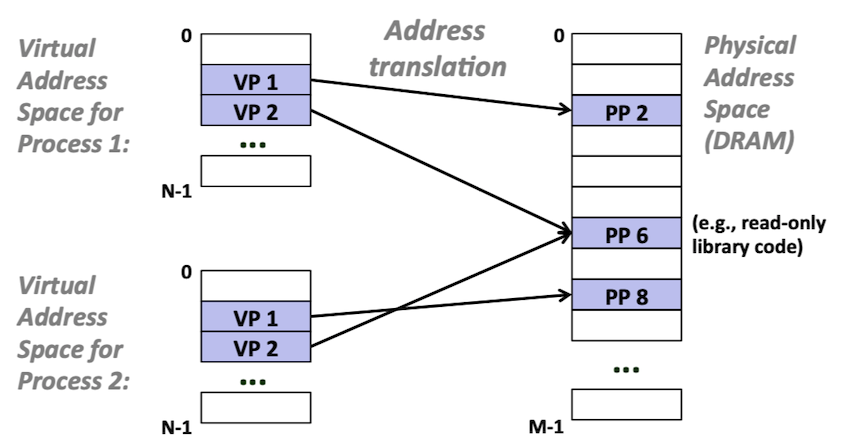 Virtual
Address
Space for
Process 1:
0
VP 1
VP 2
...
N-1
Address
translation
0
PP 2
PP 6
PP 8
...
M-1
Physical
Address
Space
(DRAM)
(e.g., read-only
library code)
Virtual
Address
Space for
Process 2:
0
VP 1
VP 2
...
N-1